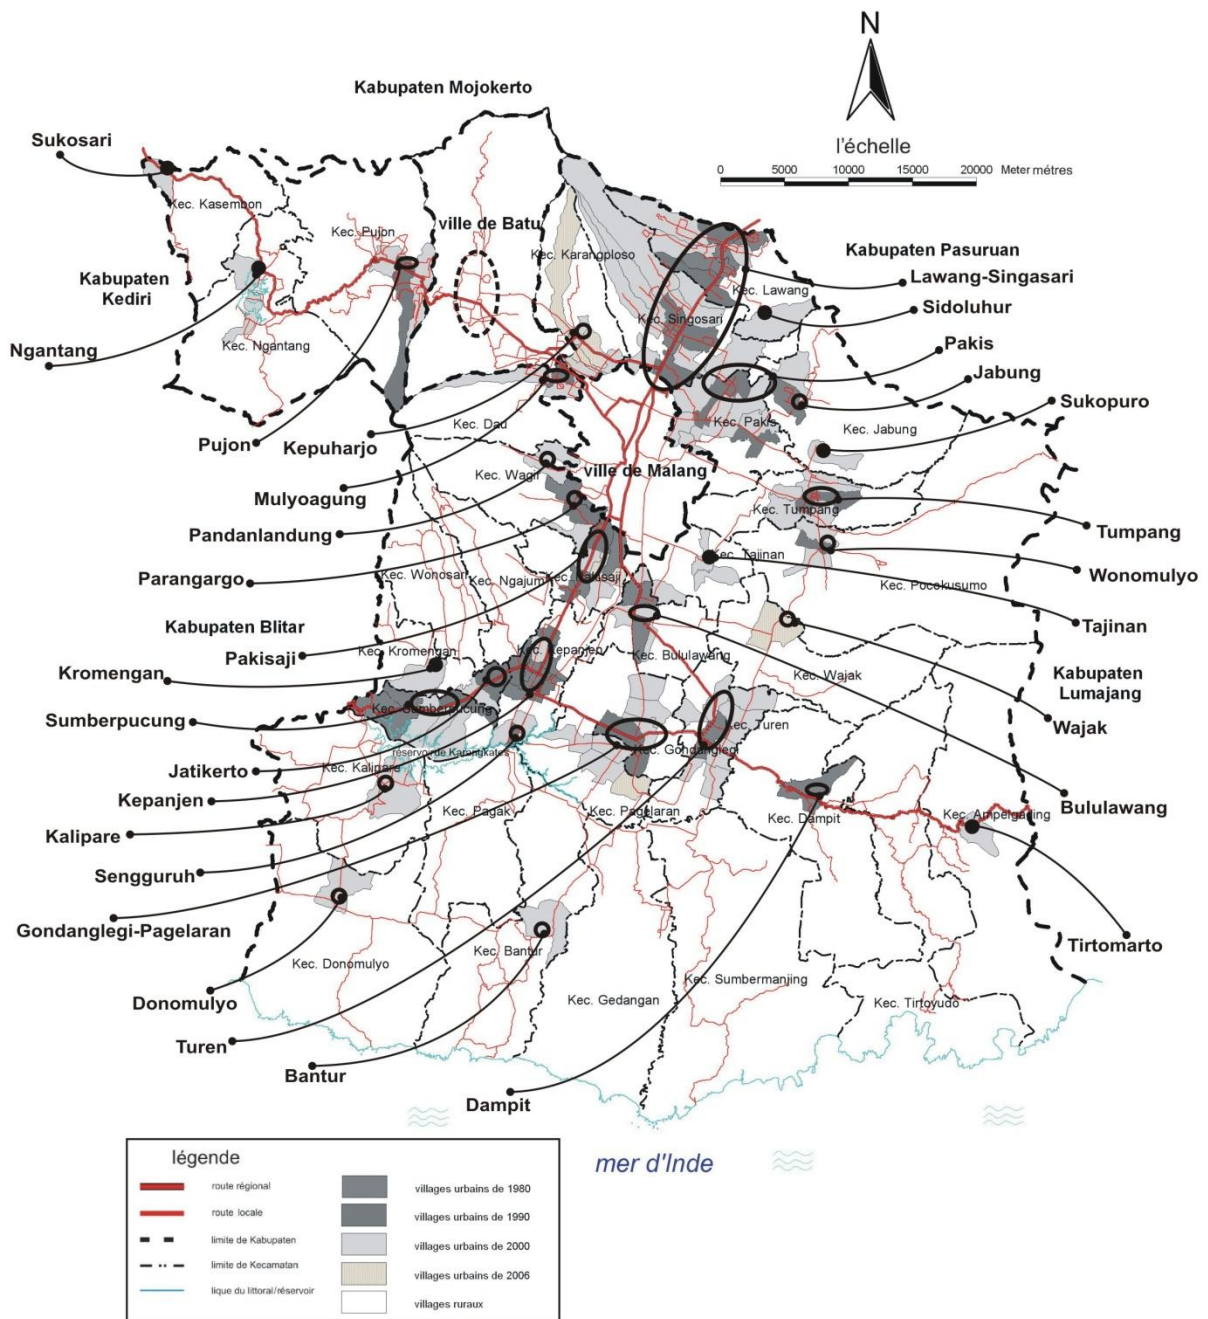 N
l'échelle
0 5000 10000 15000 20000 Meter métres
Kabupaten Mojokerto
Sukosari
Kec. Kasembon
Kec. Pujon
ville de Batu
Kec. Karangploso
Kabupaten Pasuruan
Lawang-Singasari
Kabupaten
Kediri
Kec. Lawang
Sidoluhur
Kec. Singosari
Ngantang
Kec. Ngantang
Pakis
Jabung
Sukopuro
Pujon
Kepuharjo
Kec. Dau
Kec. Pakis
Kec. Jabung
Mulyoagung
Kec. Wagir
ville de Malang
Pandanlandung
Kec. Tumpang
Tumpang
Parangargo
Kec. Wonosari
Kec. Ngajum
Kec. Tajinan
Kec. Pocokusumo
Wonomulyo
Kabupaten Blitar
Pakisaji
Tajinan
Kec. Kromengan
Kec. Kepanjen
Kec. Bululawang
Kromengan
Kec. Wajak
Kabupaten
Lumajang
Sumberpucung
Kec. Sumberpucung
Kec. Turen
Wajak
réservoir de Karangkates
Kec. Gondanglegi
Jatikerto
Kec. Kalipare
Kepanjen
Kec. Pagak
Kec. Pagelaran
Kec. Dampit
Kec. Ampelgading
Bululawang
Kalipare
Sengguruh
Gondanglegi-Pagelaran
Tirtomarto
Kec. Donomulyo
Kec. Bantur
Kec. Gedangan
Kec. Sumbermanjing
Kec. Tirtoyudo
Donomulyo
Turen
Bantur
Dampit
mer d'Inde
légende
route régional
route locale
limite de Kabupaten
limite de Kecamatan
lique du littoral/réservoir
villages urbains de 1980
villages urbains de 1990
villages urbains de 2000
villages urbains de 2006
villages ruraux